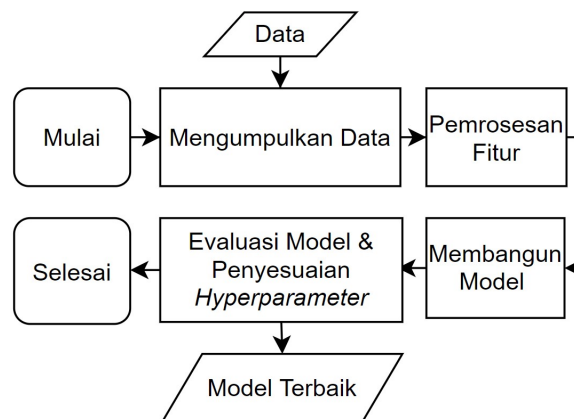 Data
Mulai
Mengumpulkan Data
Pemrosesan
Fitur
Selesai
Evaluasi Model &
Penyesuaian
Hyperparameter
Membangun
Model
Model Terbaik